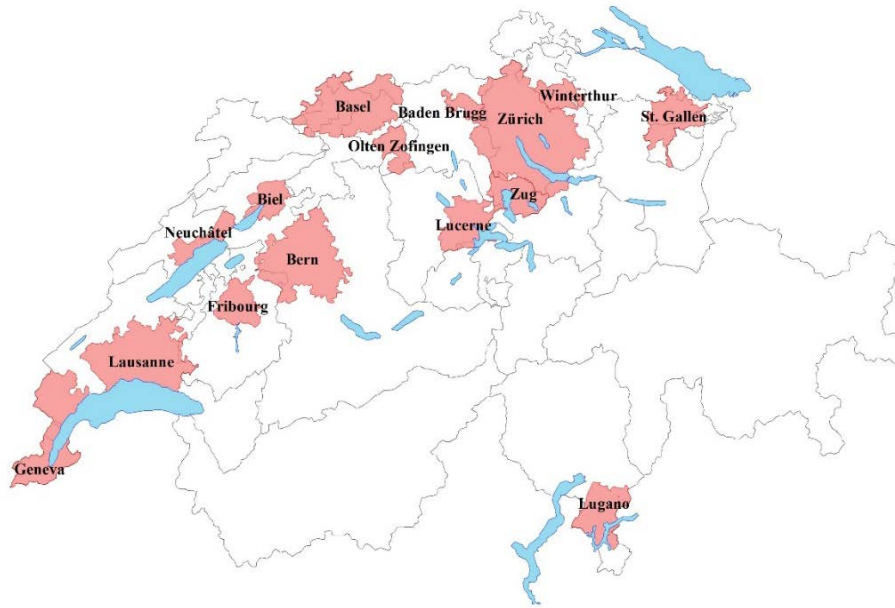 Basel
Baden Brugg
Winterthur
Zürich
St. Gallen
Olten Zofingen
Zug
Biel
Lucerne
Neuchâtel
Bern
Fribourg
Lausanne
Geneva
Lugano